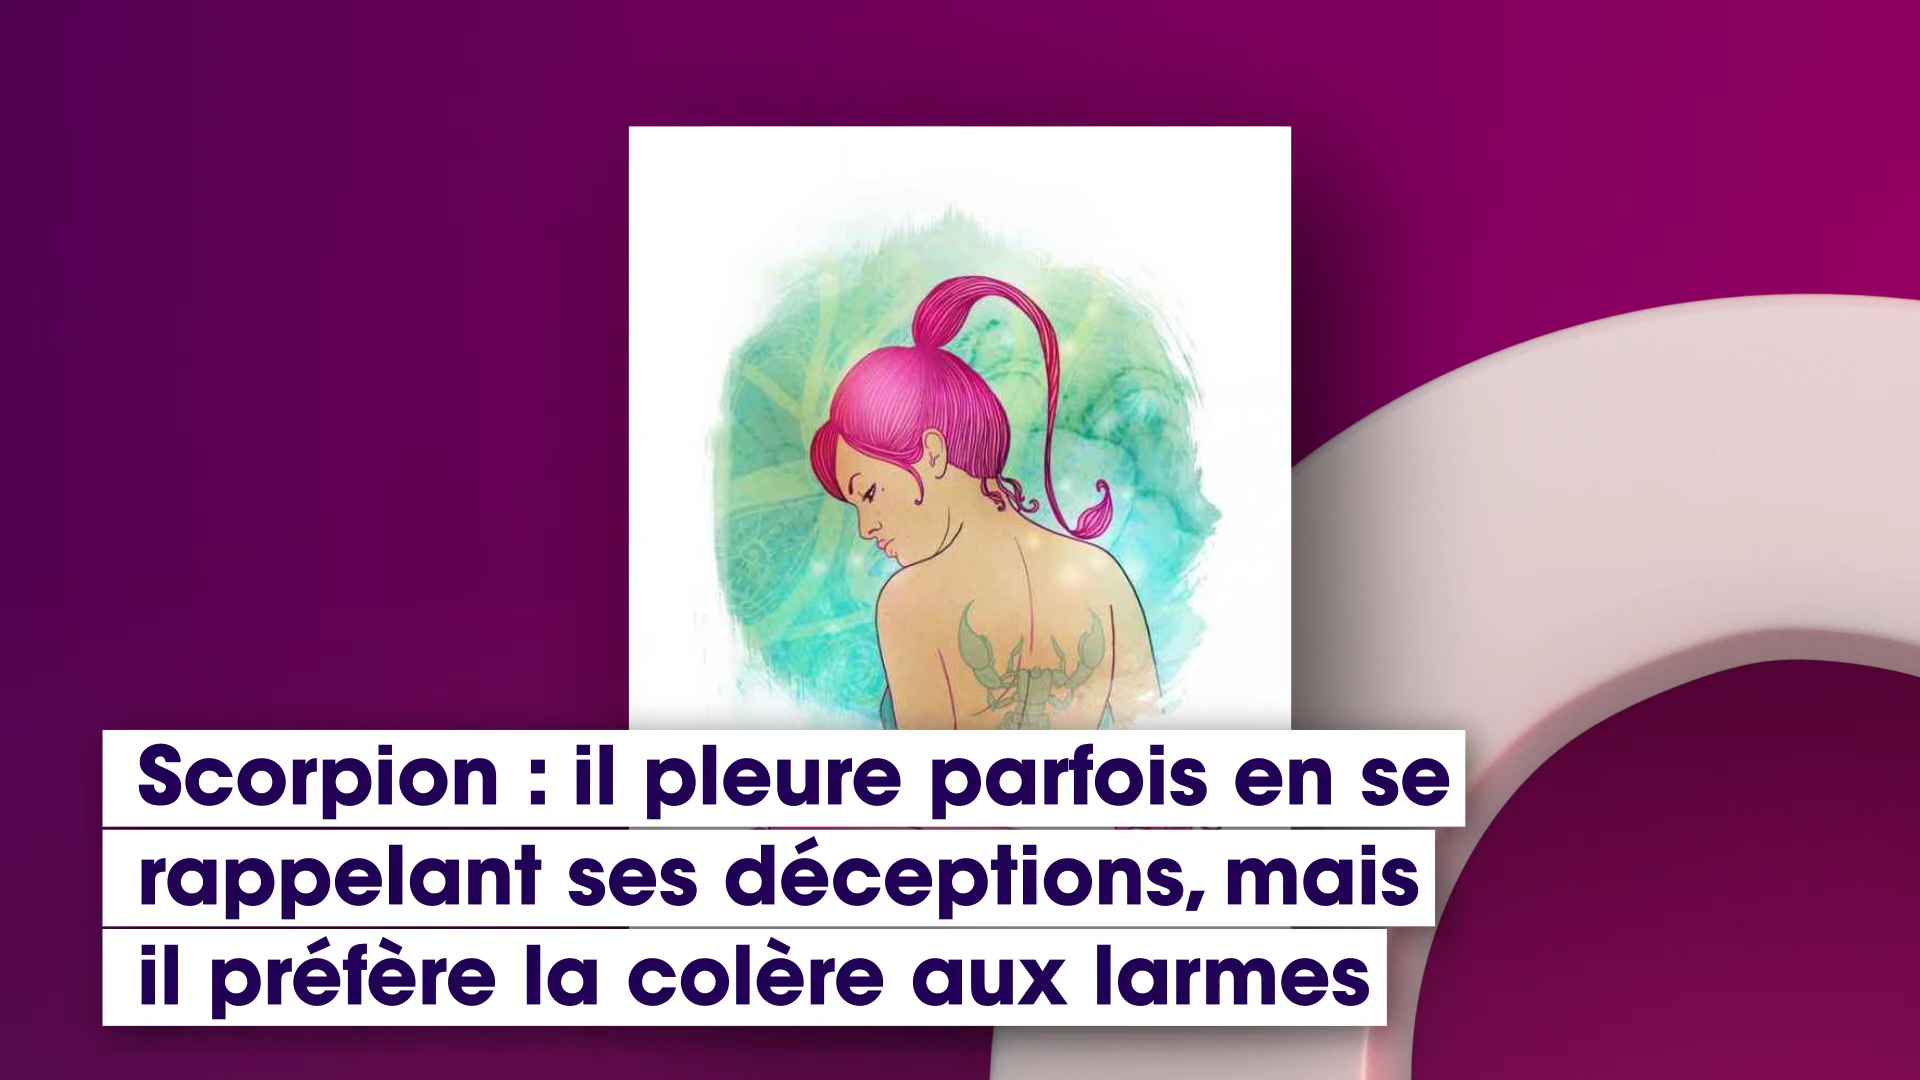 Scorpion : il pleure parfois en se
rappelant ses déceptions, mais
il préfère la colère aux larmes